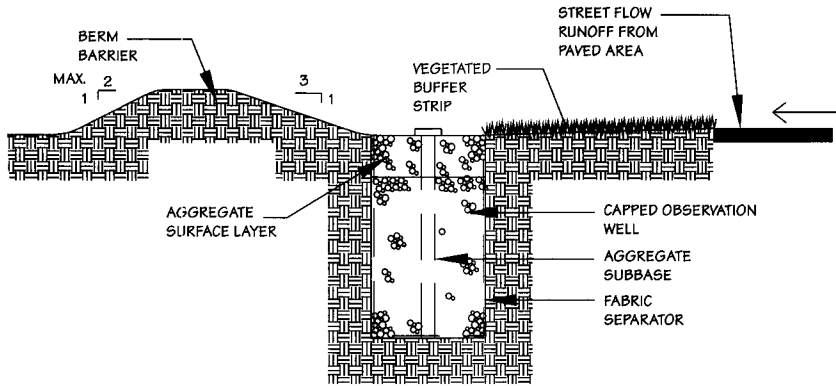 BERM
BARRIER
MAX.
2
1
3
1
VEGETATED
BUFFER
STRIP
STREET FLOW
RUNOFF FROM
PAVED AREA
AGGREGATE
SURFACE LAYER
CAPPED OBSERVATION
WELL
AGGREGATE
SUBBASE
FABRIC
SEPARATOR